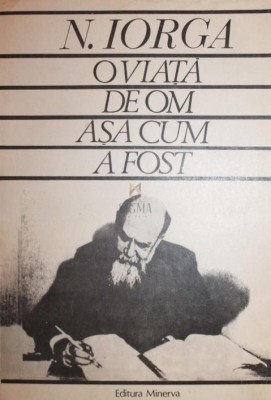 N. IORGA
O VIAȚĂ
DE OM
AȘA CUM
A FOST
Editura Minerva